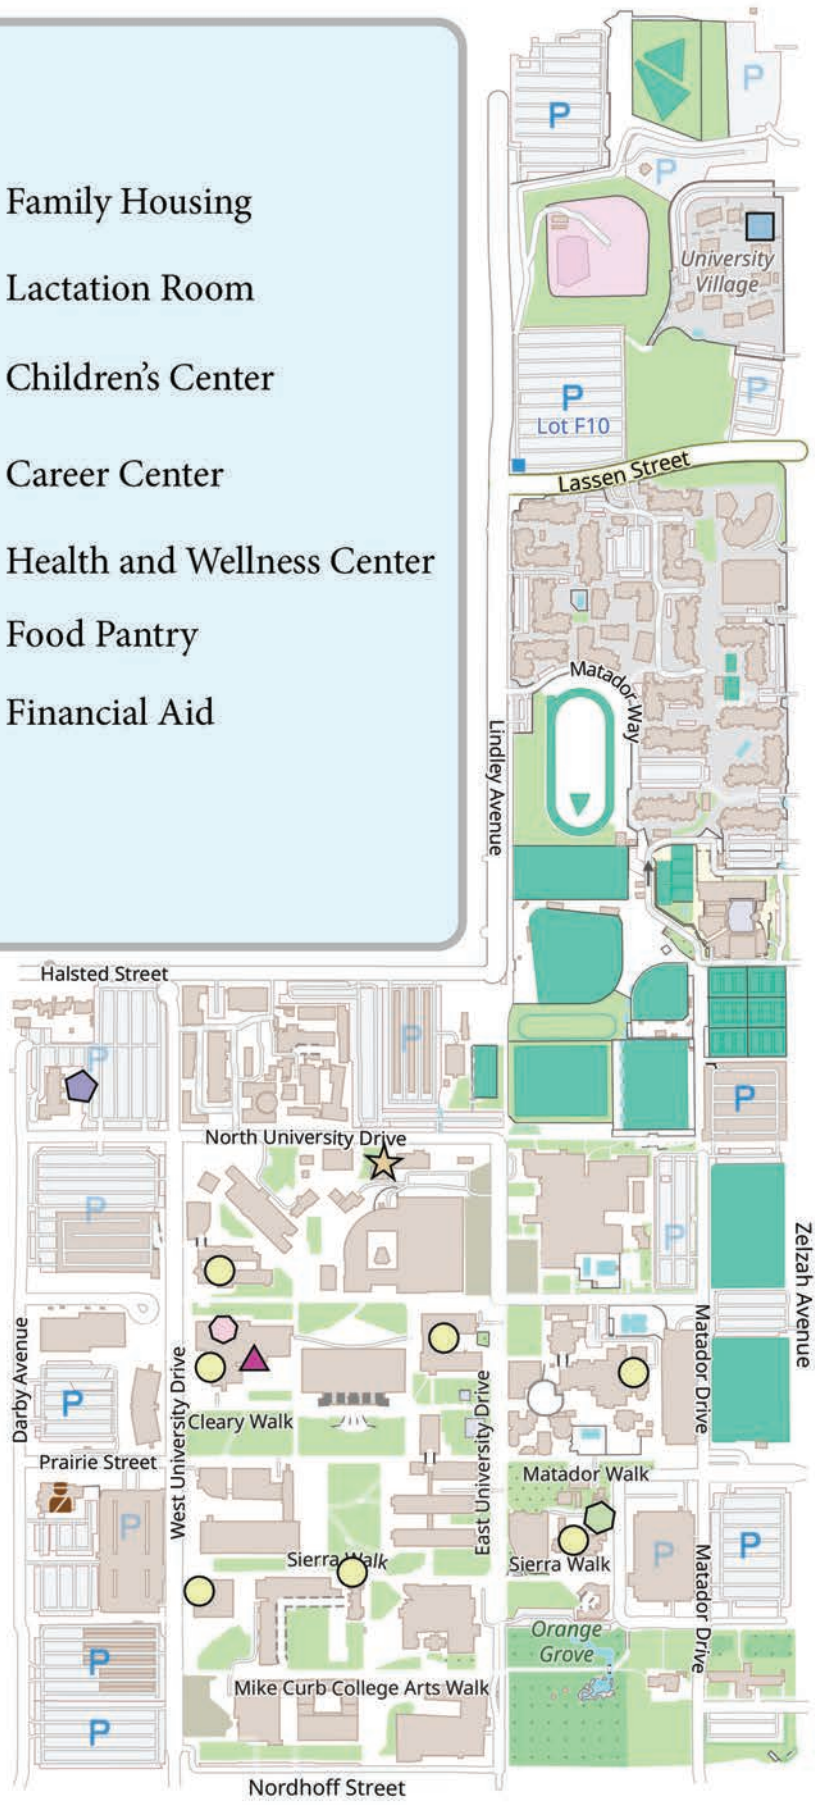 Family Housing
Lactation Room
Children's Center
Career Center
Health and Wellness Center
Food Pantry
Financial Aid
P
P
P
University
Village
P
P
Lot F10
Lassen Street
Matador Way
Lindley Avenue
Halsted Street
P
P
P
North University Drive
P
P
Zelzah Avenue
Matador Drive
Darby Avenue
P
West University Drive
Cleary Walk
East University Drive
Prairie Street
Matador Walk
P
P
P
Sierra Walk
Sierra Walk
Matador Drive
Orange
Grove
P
Mike Curb College Arts Walk
P
Nordhoff Street